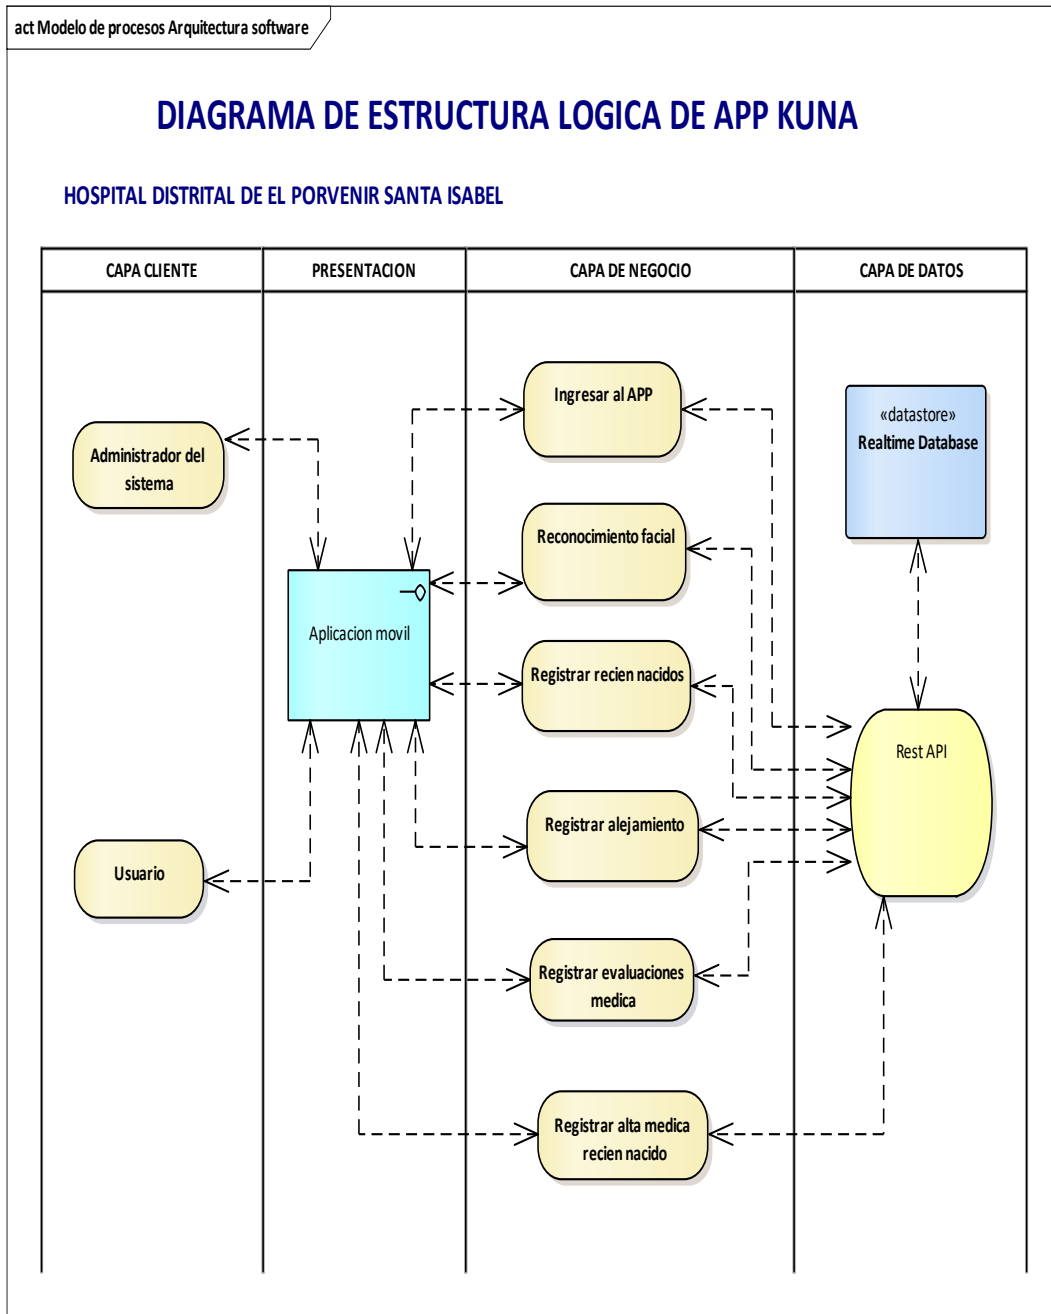 act Modelo de procesos Arquitectura software
DIAGRAMA DE ESTRUCTURA LOGICA DE APP KUNA
HOSPITAL DISTRITAL DE EL PORVENIR SANTA ISABEL
CAPA CLIENTE
PRESENTACION
CAPA DE NEGOCIO
CAPA DE DATOS
Administrador del
sistema
Usuario
Aplicacion movil
Ingresar al APP
Reconocimiento facial
Registrar recien nacidos
Registrar alejamiento
Registrar evaluaciones
medica
Registrar alta medica
recien nacido
«datastore»
Realtime Database
Rest API